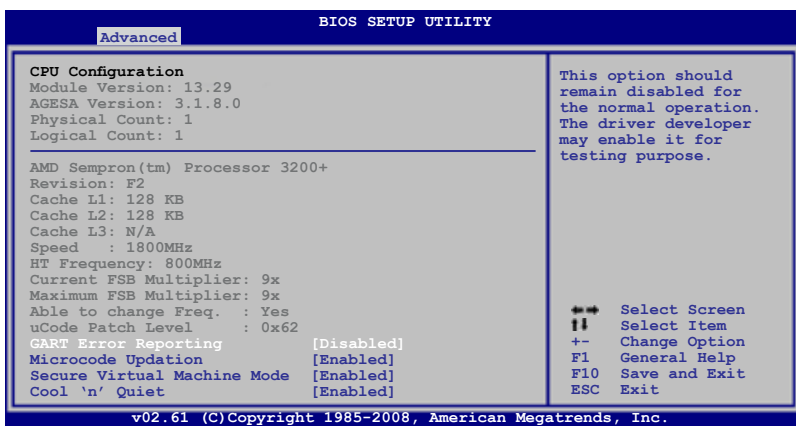 BIOS SETUP UTILITY
Advanced
CPU Configuration
Module Version: 13.29
AGESA Version: 3.1.8.0
Physical Count: 1
Logical Count: 1
AMD Sempron(tm) Processor 3200+
Revision: F2
Cache L1: 128 KB
Cache L2: 128 KB
Cache L3: N/A
Speed : 1800MHz
HT Frequency: 800MHz
Current FSB Multiplier: 9x
Maximum FSB Multiplier: 9x
Able to change Freq. : Yes
uCode Patch Level : 0x62
GART Error Reporting [Disabled]
Microcode Updation [Enabled]
Secure Virtual Machine Mode [Enabled]
Cool ‘n’ Quiet [Enabled]
This option should
remain disabled for
the normal operation.
The driver developer
may enable it for
testing purpose.
←→ Select Screen
↑↓ Select Item
+- Change Option
F1 General Help
F10 Save and Exit
ESC Exit
v02.61 (C)Copyright 1985-2008, American Megatrends, Inc.